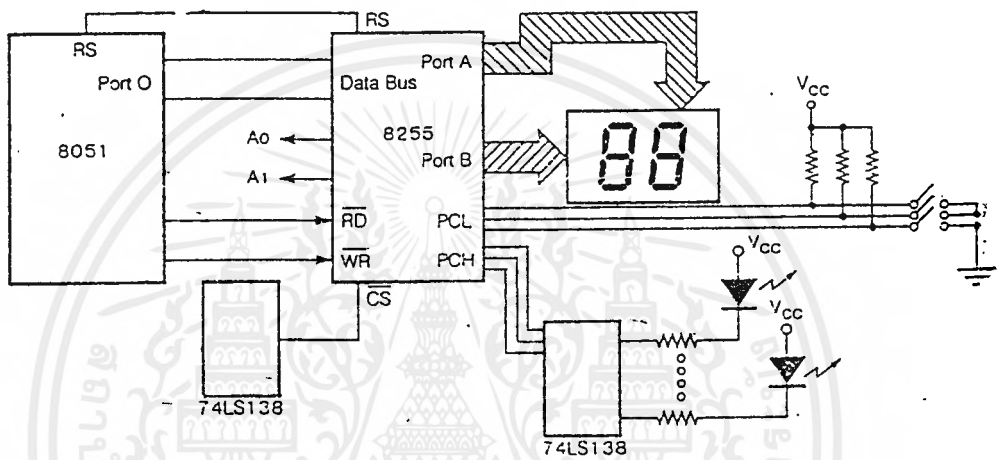 RS
RS
Port O
8051
Data Bus
Port A
8255
A0
A1
Port B
RD
WR
PCL
PCH
CS
74LS138
74LS138
VCC
VCC
VCC